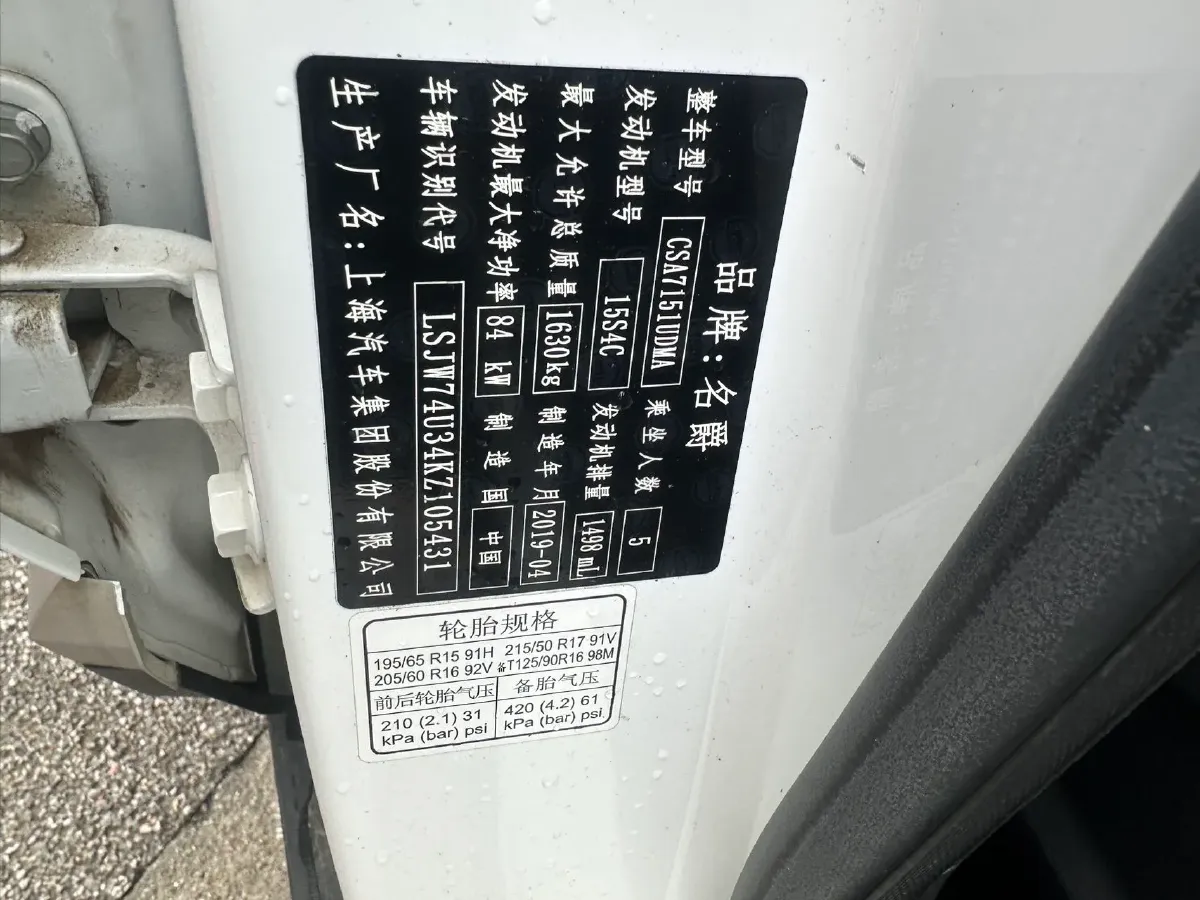 品牌:名爵
整车型号 CSA7151UDMA 乘坐人数 5
发动机型号 15S4C 发动机排量 1498 mL
最大允许总质量 1630kg 制造年月 2019-04
发动机最大净功率 84 kW 制造国 中国
车辆识别代号 LSJW74U34KZ105431
生产厂名:上海汽车集团股份有限公司
轮胎规格
195/65 R15 91H 215/50 R17 91V
205/60 R16 92V 备T125/90R16 98M
前后轮胎气压 备胎气压
210 (2.1) 31 420 (4.2) 61
kPa (bar) psi kPa (bar) psi.